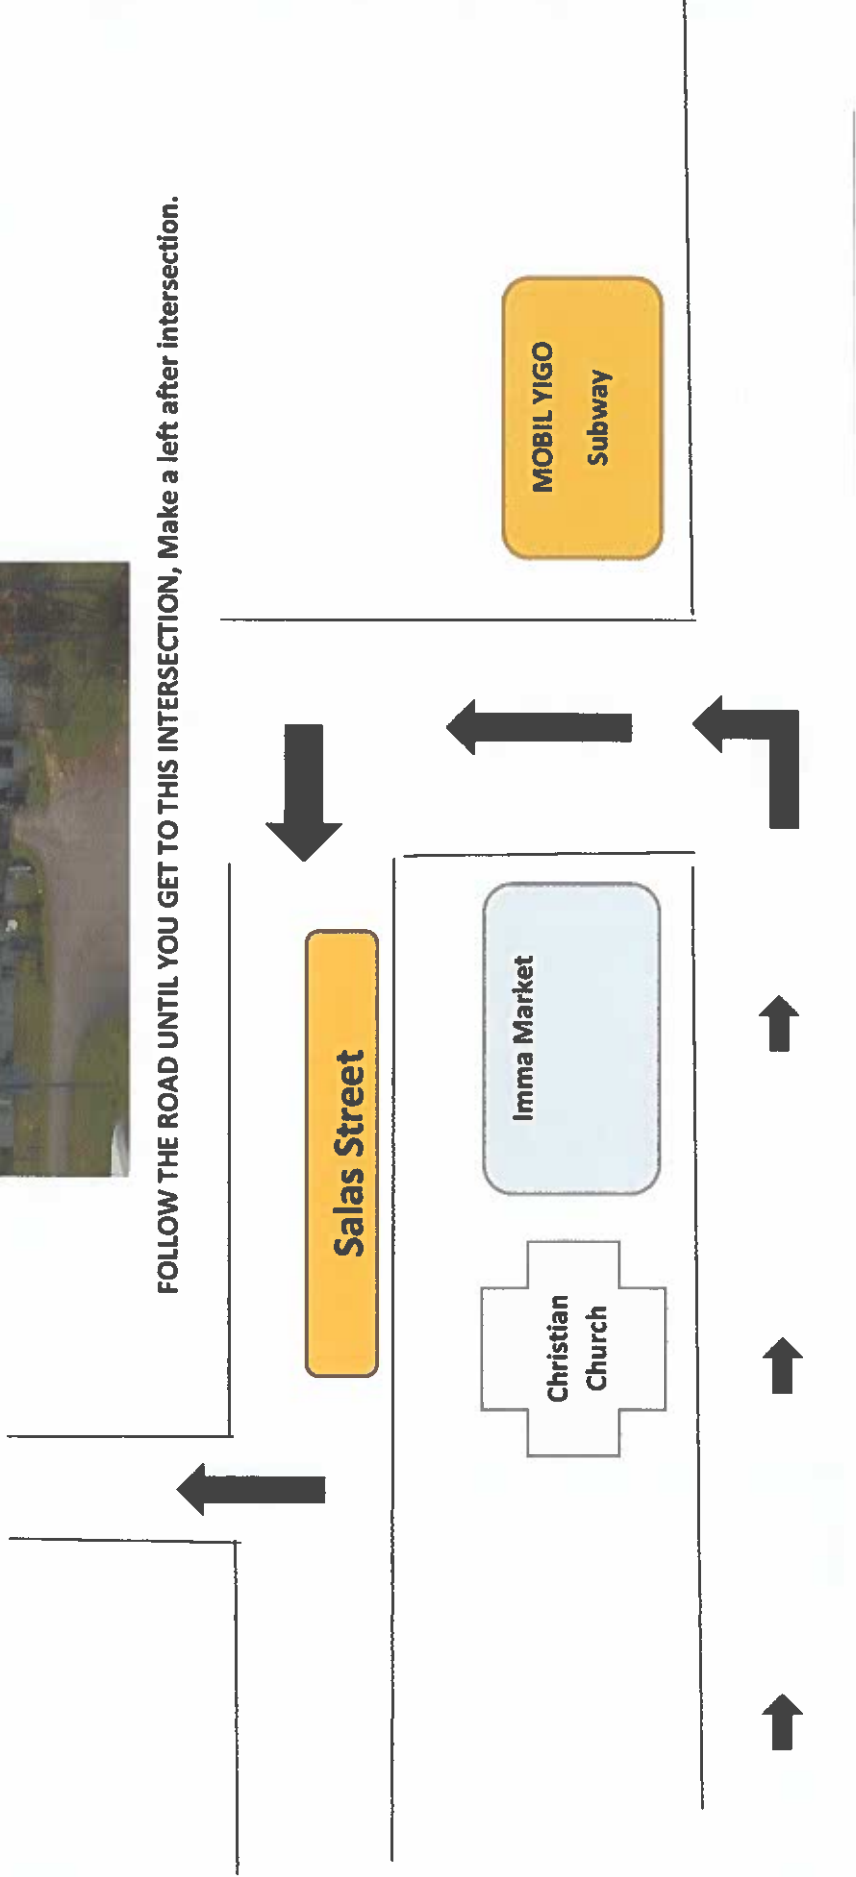 FOLLOW THE ROAD UNTIL YOU GET TO THIS INTERSECTION, Make a left after intersection.
Salas Street
Christian
Church
Imma Market
MOBIL YIGO
Subway